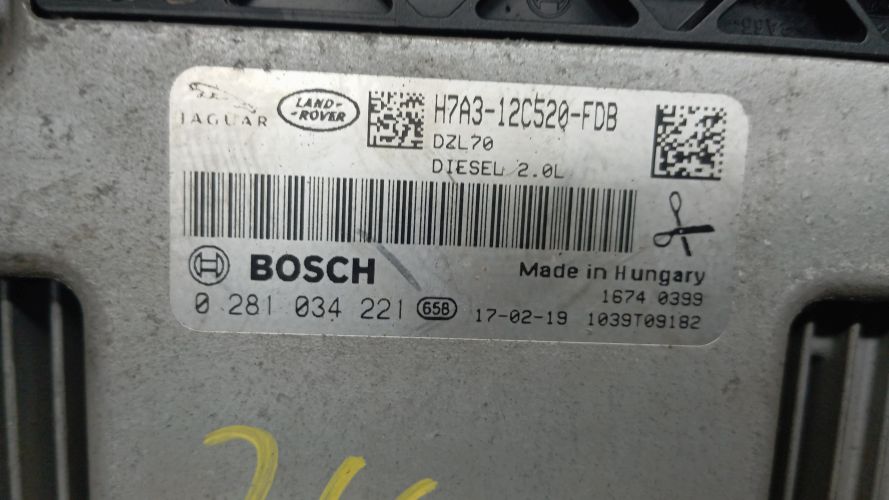 JAGUAR
LAND-ROVER
H7A3-12C520-FDB
DZL70
DIESEL 2.0L
BOSCH
Made in Hungary
1674 0399
0 281 034 221 65B 17-02-19 1039T09182